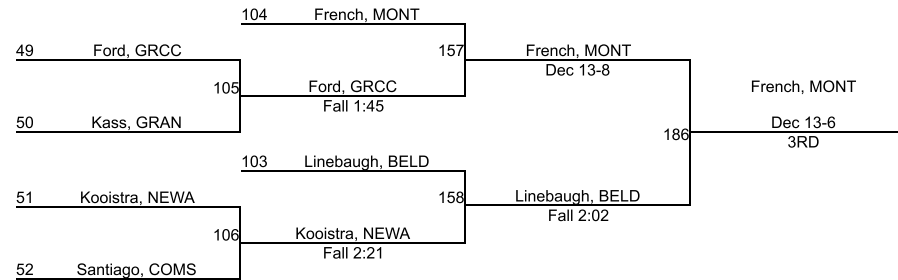 104 French, MONT
49 Ford, GRCC
157 French, MONT
Dec 13-8
105 Ford, GRCC
Fall 1:45
French, MONT
50 Kass, GRAN
186 Dec 13-6
3RD
103 Linebaugh, BELD
51 Kooistra, NEWA
158 Linebaugh, BELD
Fall 2:02
106 Kooistra, NEWA
Fall 2:21
52 Santiago, COMS